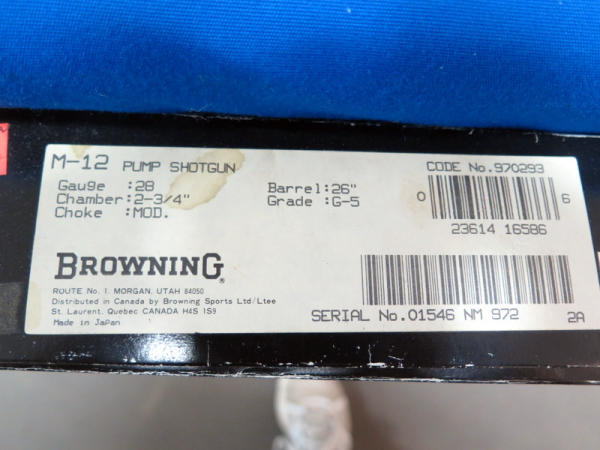 M-12 PUMP SHOTGUN
Gauge :28
Chamber:2-3/4"
Choke :MOD.
Barrel:26"
Grade :G-5
CODE No.970293
0 6
23614 16586
BROWNING
ROUTE No. 1. MORGAN, UTAH 84050
Distributed in Canada by Browning Sports Ltd/Ltee
St. Laurent, Quebec CANADA H4S 1S9
Made in Japan
SERIAL No.01546 NM 972
2A